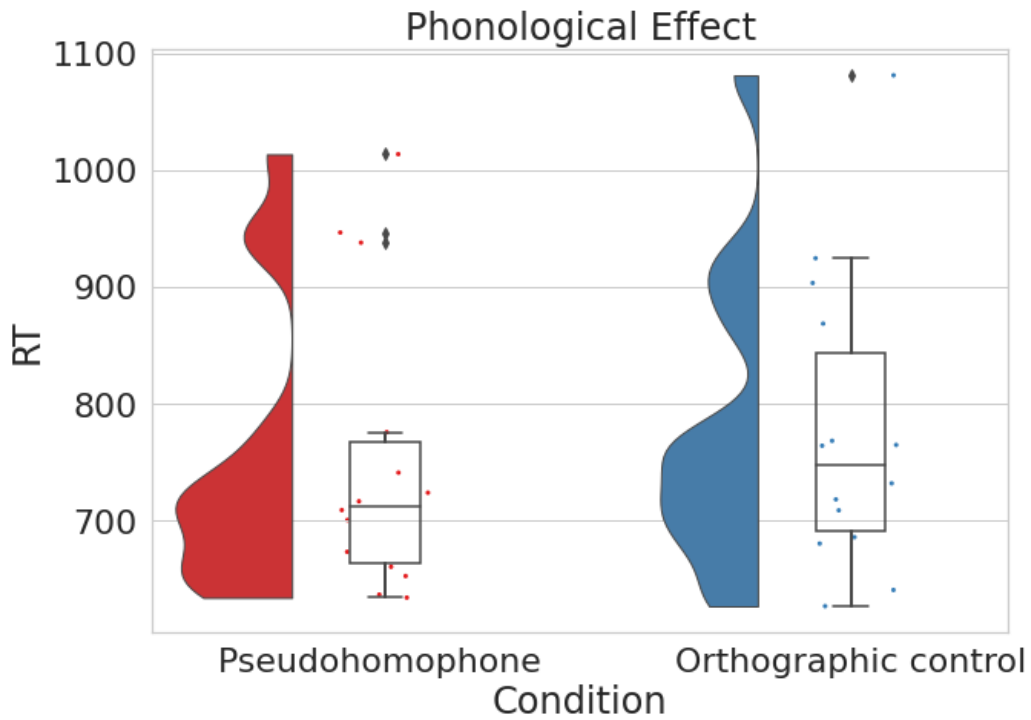 Phonological Effect
1100
1000
900
800
700
RT
Pseudohomophone
Orthographic control
Condition